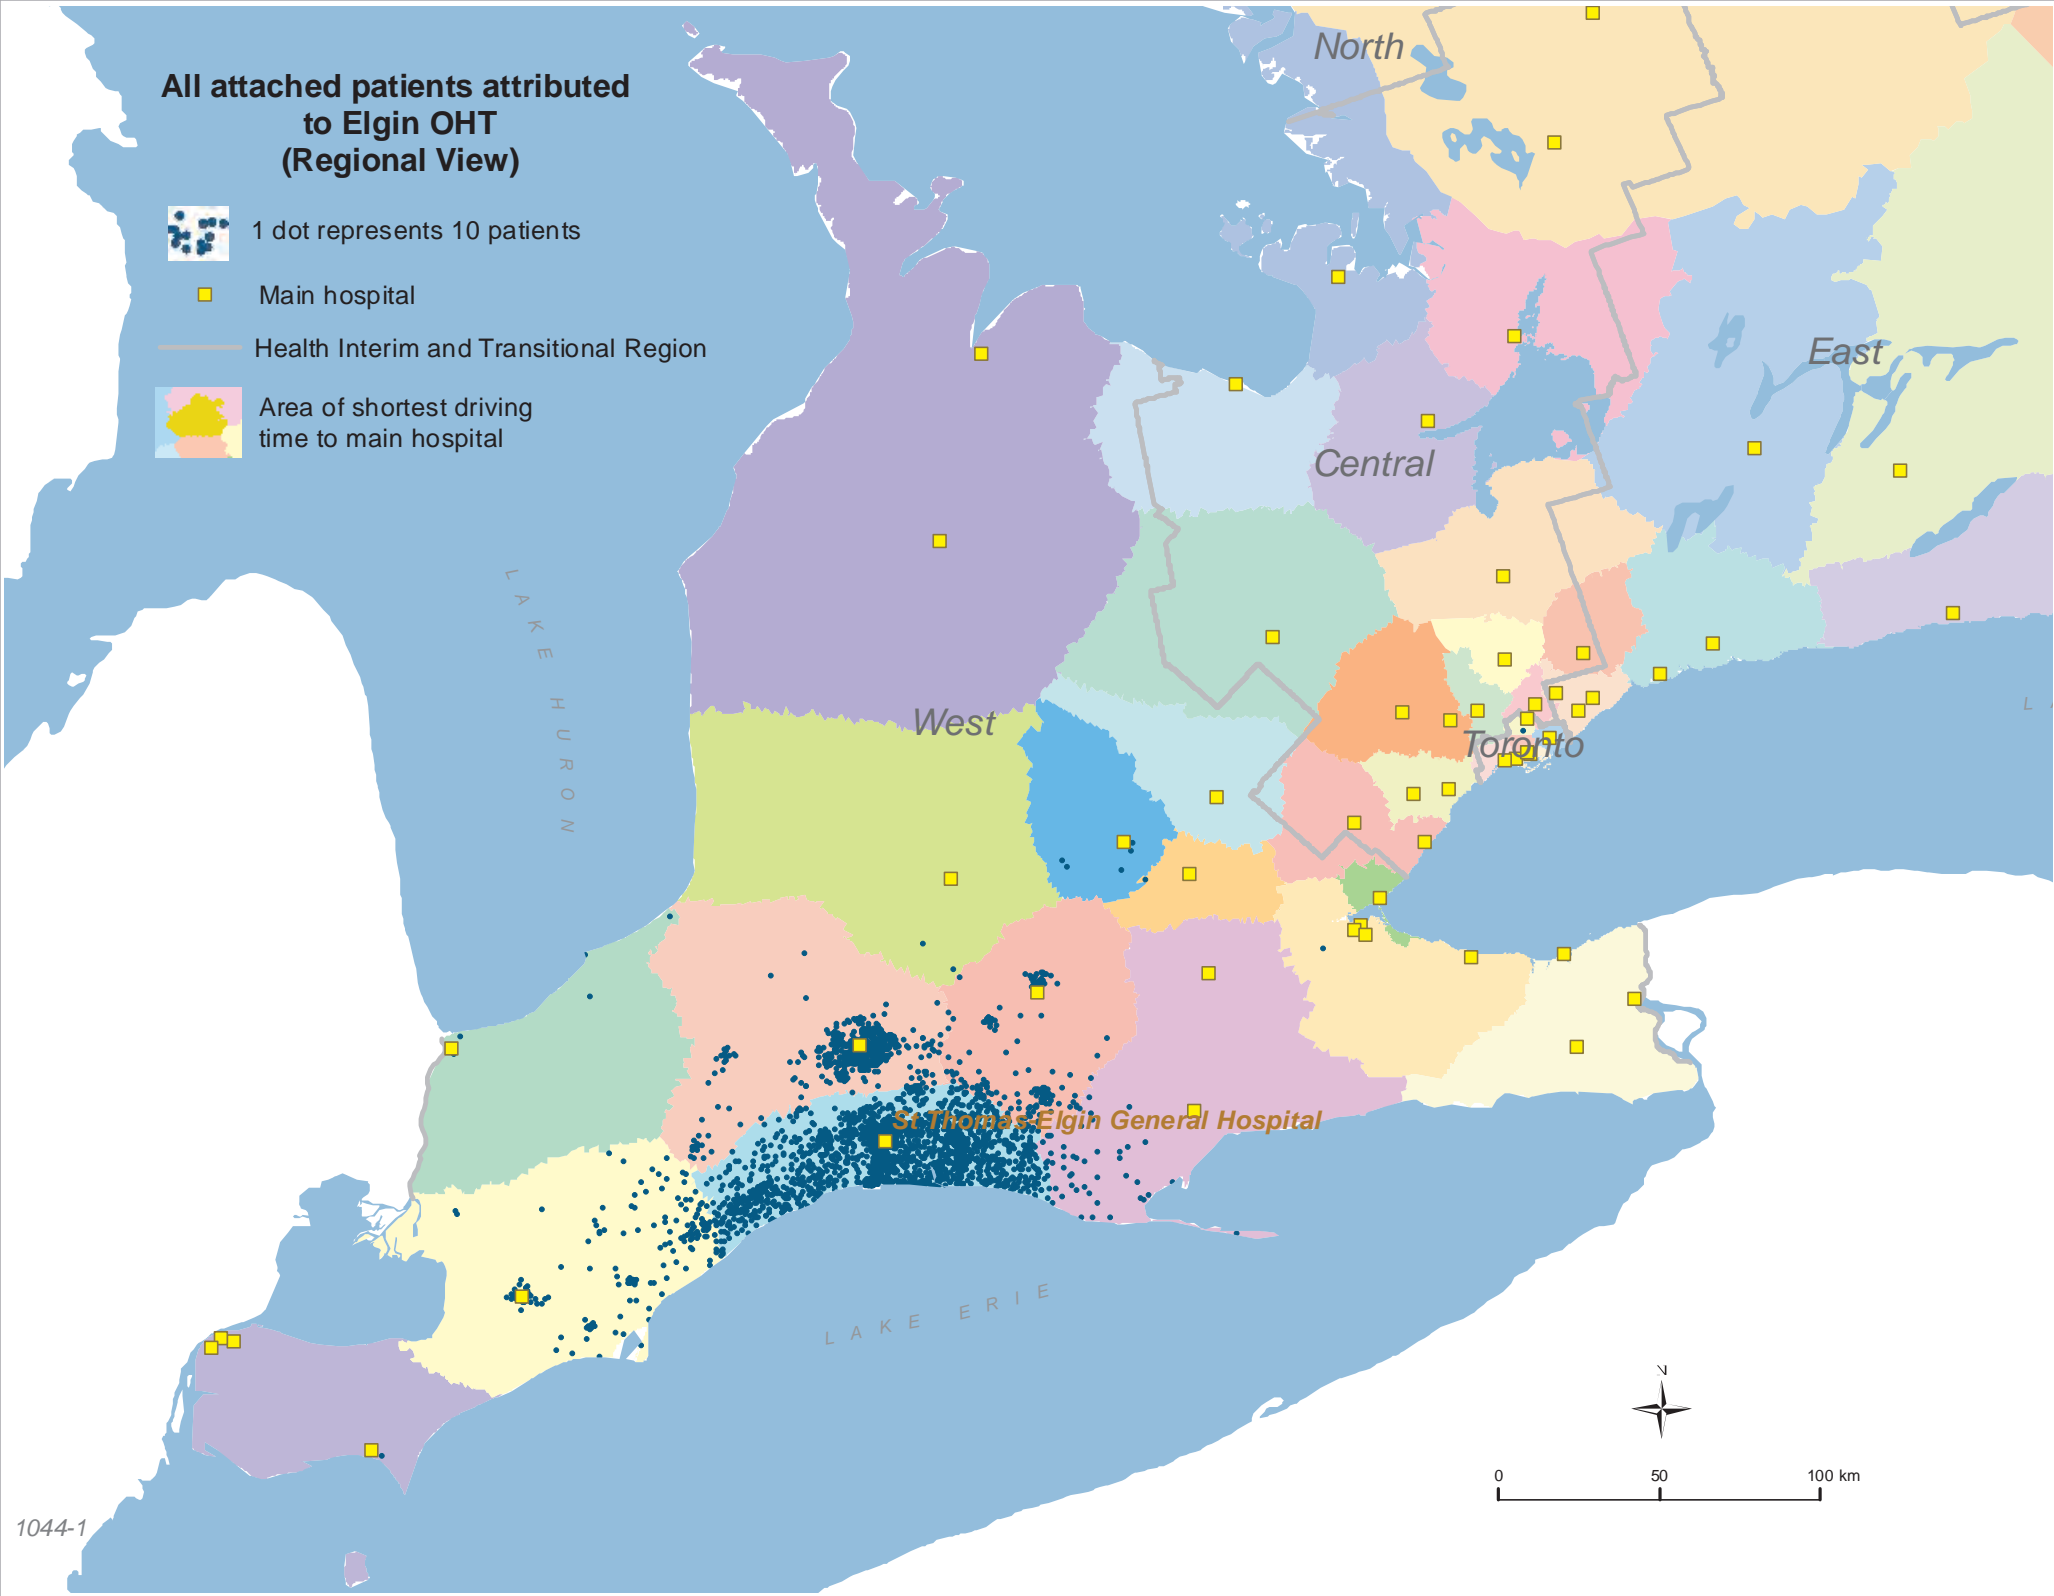 All attached patients attributed
to Elgin OHT
(Regional View)
1 dot represents 10 patients
Main hospital
Health Interim and Transitional Region
Area of shortest driving
time to main hospital
North
East
Central
West
Toronto
St Thomas-Elgin General Hospital
LAKE HURON
LAKE ERIE
L
N
0 50 100 km
1044-1